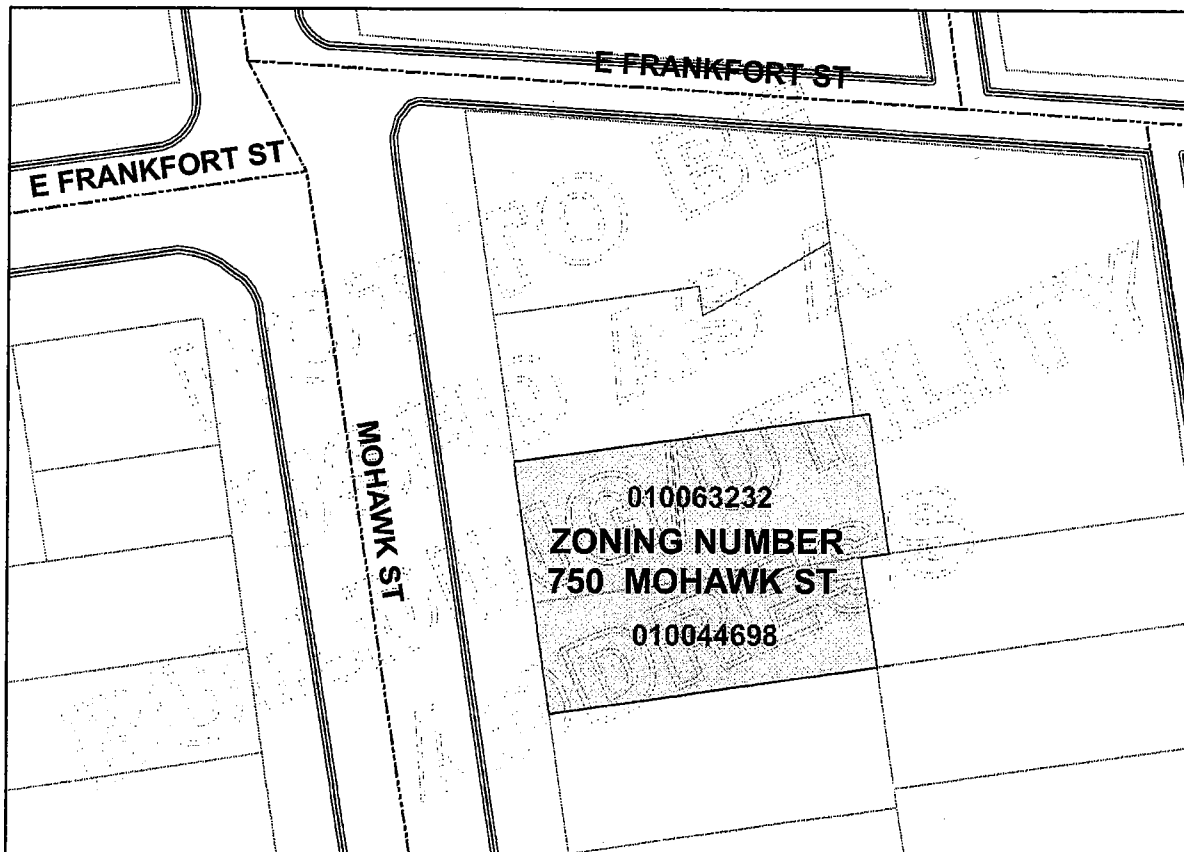 E FRANKFORT ST
E FRANKFORT ST
MOHAWK ST
010063232
ZONING NUMBER
750 MOHAWK ST
010044698